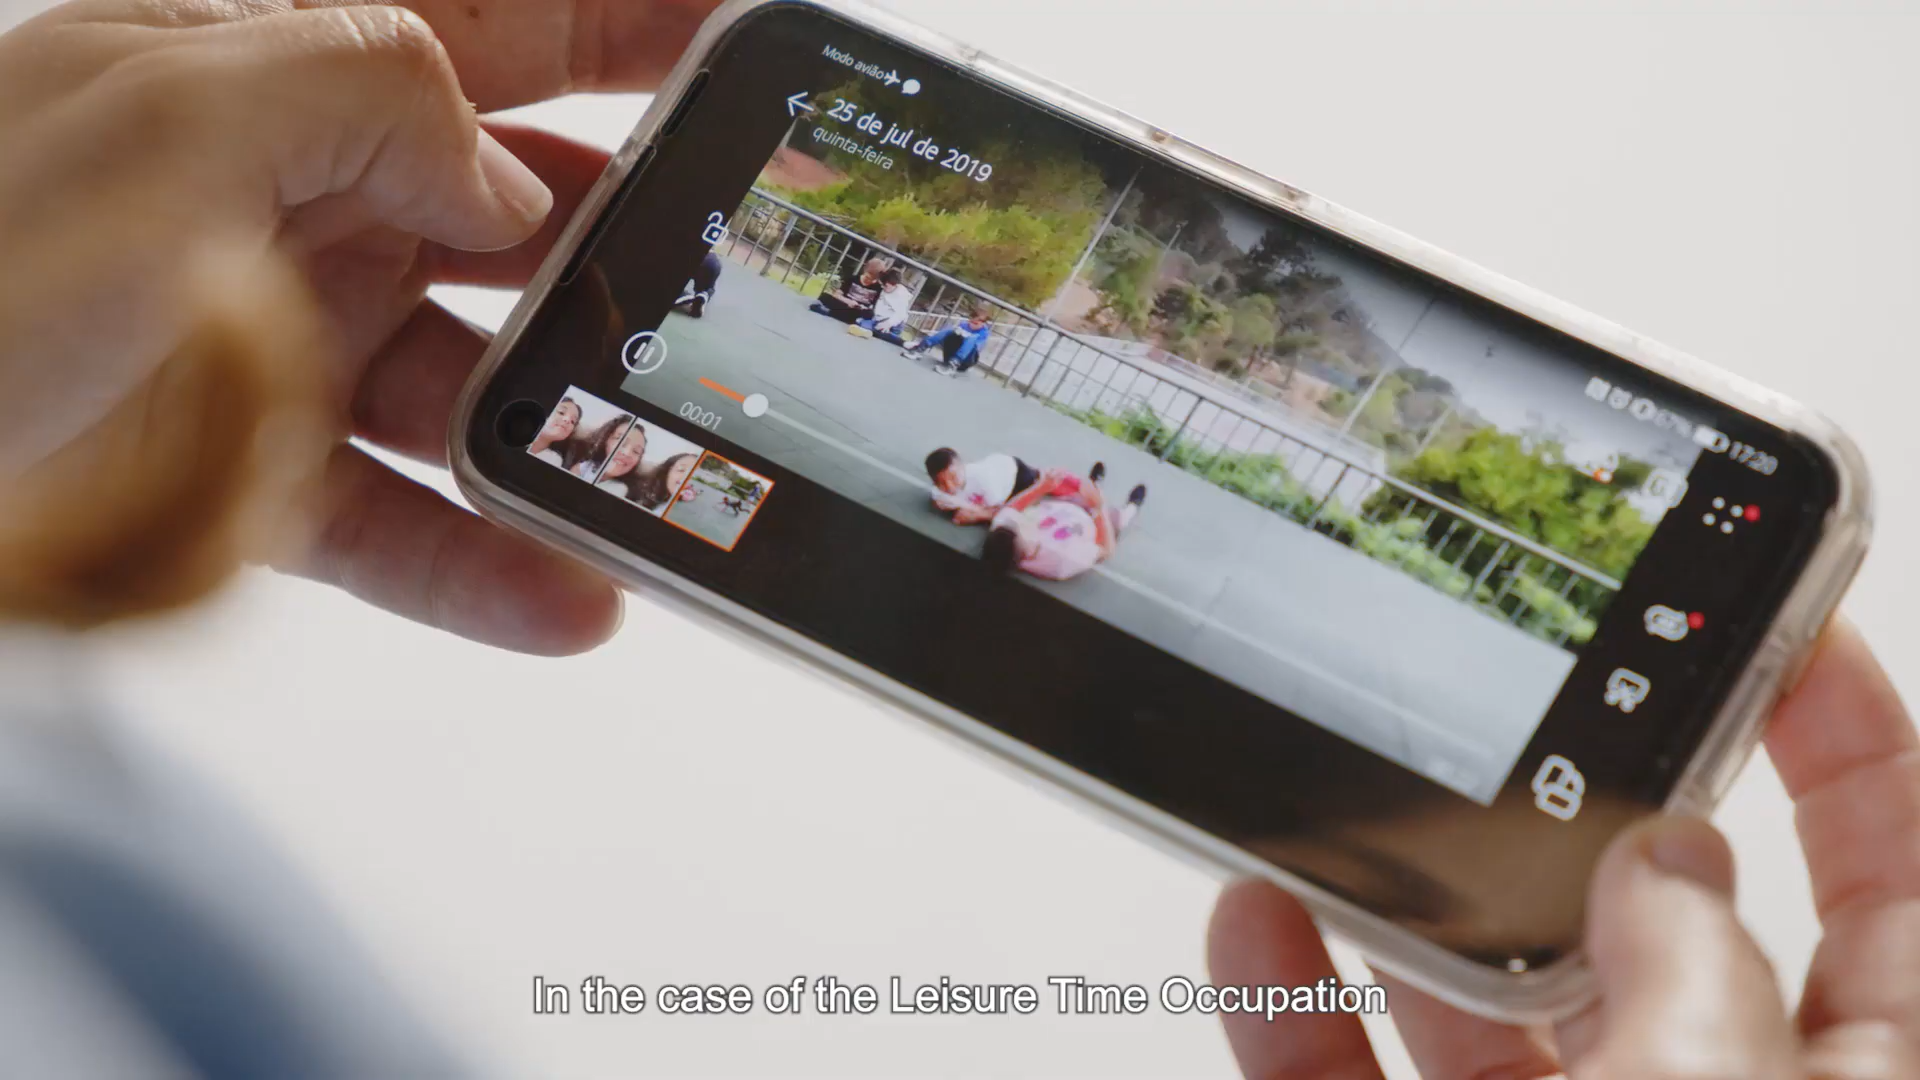 Modo avião
25 de jul de 2019
quinta-feira
67% 17:20
00:01
In the case of the Leisure Time Occupation